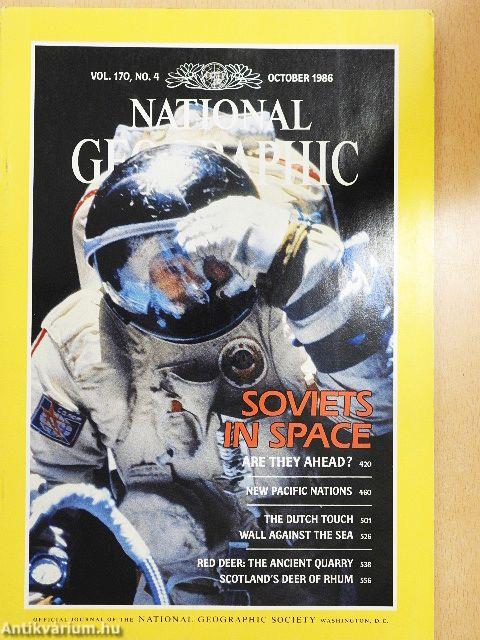 VOL. 170, NO. 4 OCTOBER 1986
NATIONAL
GEOGRAPHIC
SOVIETS
IN SPACE
ARE THEY AHEAD? 420
NEW PACIFIC NATIONS 460
THE DUTCH TOUCH 501
WALL AGAINST THE SEA 526
RED DEER: THE ANCIENT QUARRY 538
SCOTLAND'S DEER OF RHUM 556
OFFICIAL JOURNAL OF THE NATIONAL GEOGRAPHIC SOCIETY WASHINGTON, D.C.
Antikvarium.hu